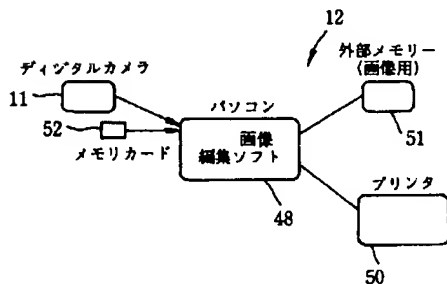 12
ディジタルカメラ
11
52
メモリカード
パソコン
画像
編集ソフト
48
外部メモリー
(画像用)
51
プリンタ
50